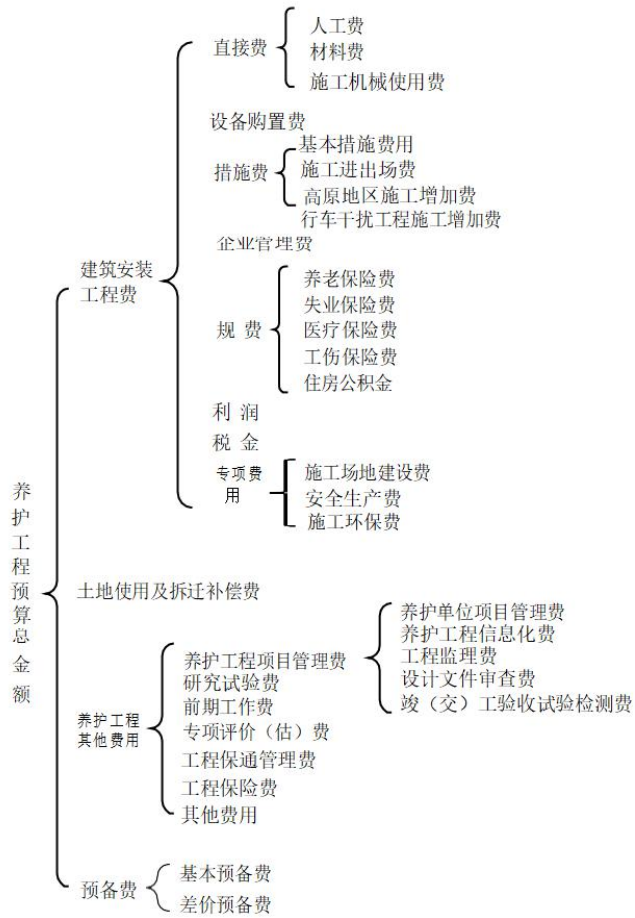 养护工程预算总金额
建筑安装
工程费
直接费
人工费
材料费
施工机械使用费
设备购置费
措施费
基本措施费用
施工进出场费
高原地区施工增加费
行车干扰工程施工增加费
企业管理费
规 费
养老保险费
失业保险费
医疗保险费
工伤保险费
住房公积金
利 润
税 金
专项费
用
施工场地建设费
安全生产费
施工环保费
土地使用及拆迁补偿费
养护工程
其他费用
养护工程项目管理费
养护单位项目管理费
养护工程信息化费
工程监理费
设计文件审查费
竣（交）工验收试验检测费
研究试验费
前期工作费
专项评价（估）费
工程保通管理费
工程保险费
其他费用
预备费
基本预备费
差价预备费